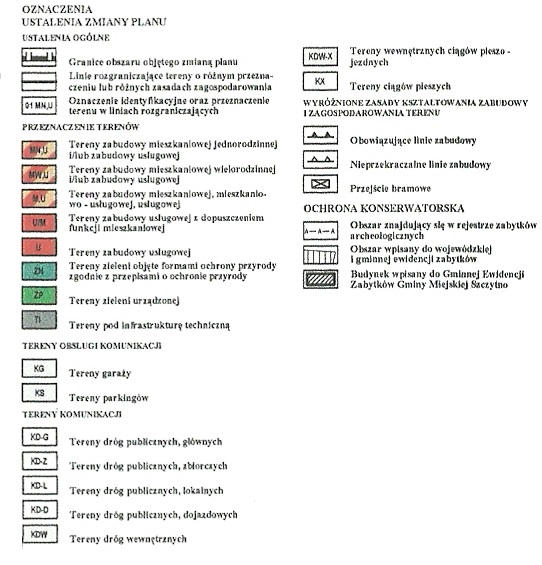 OZNACZENIA
USTALENIA ZMIANY PLANU
USTALENIA OGÓLNE
Granice obszaru objętego zmianą planu
Linie rozgraniczające tereny o różnym przezna-
czeniu lub różnych zasadach zagospodarowania
01 MN,U Oznaczenie identyfikacyjne oraz przeznaczenie
terenu w liniach rozgraniczających
PRZEZNACZENIE TERENÓW
MN,U Tereny zabudowy mieszkaniowej jednorodzinnej
i/lub zabudowy usługowej
MW,U Tereny zabudowy mieszkaniowej wielorodzinnej
i/lub zabudowy usługowej
M,U Tereny zabudowy mieszkaniowej, mieszkanio-
wo - usługowej, usługowej
U/M Tereny zabudowy usługowej z dopuszczeniem
funkcji mieszkaniowej
U Tereny zabudowy usługowej
ZN Tereny zieleni objęte formami ochrony przyrody
zgodnie z przepisami o ochronie przyrody
ZP Tereny zieleni urządzonej
TI Tereny pod infrastrukturę techniczną
TERENY OBSŁUGI KOMUNIKACJI
KG Tereny garaży
KS Tereny parkingów
TERENY KOMUNIKACJI
KD-G Tereny dróg publicznych, głównych
KD-Z Tereny dróg publicznych, zbiorczych
KD-L Tereny dróg publicznych, lokalnych
KD-D Tereny dróg publicznych, dojazdowych
KDW Tereny dróg wewnętrznych
KDW-X Tereny wewnętrznych ciągów pieszo -
jezdnych
KX Tereny ciągów pieszych
WYRÓŻNIONE ZASADY KSZTAŁTOWANIA ZABUDOWY
I ZAGOSPODAROWANIA TERENU
Obowiązujące linie zabudowy
Nieprzekraczalne linie zabudowy
Przejście bramowe
OCHRONA KONSERWATORSKA
A—A—A Obszar znajdujący się w rejestrze zabytków
archeologicznych
Obszar wpisany do wojewódzkiej
i gminnej ewidencji zabytków
Budynek wpisany do Gminnej Ewidencji
Zabytków Gminy Miejskiej Szczytno